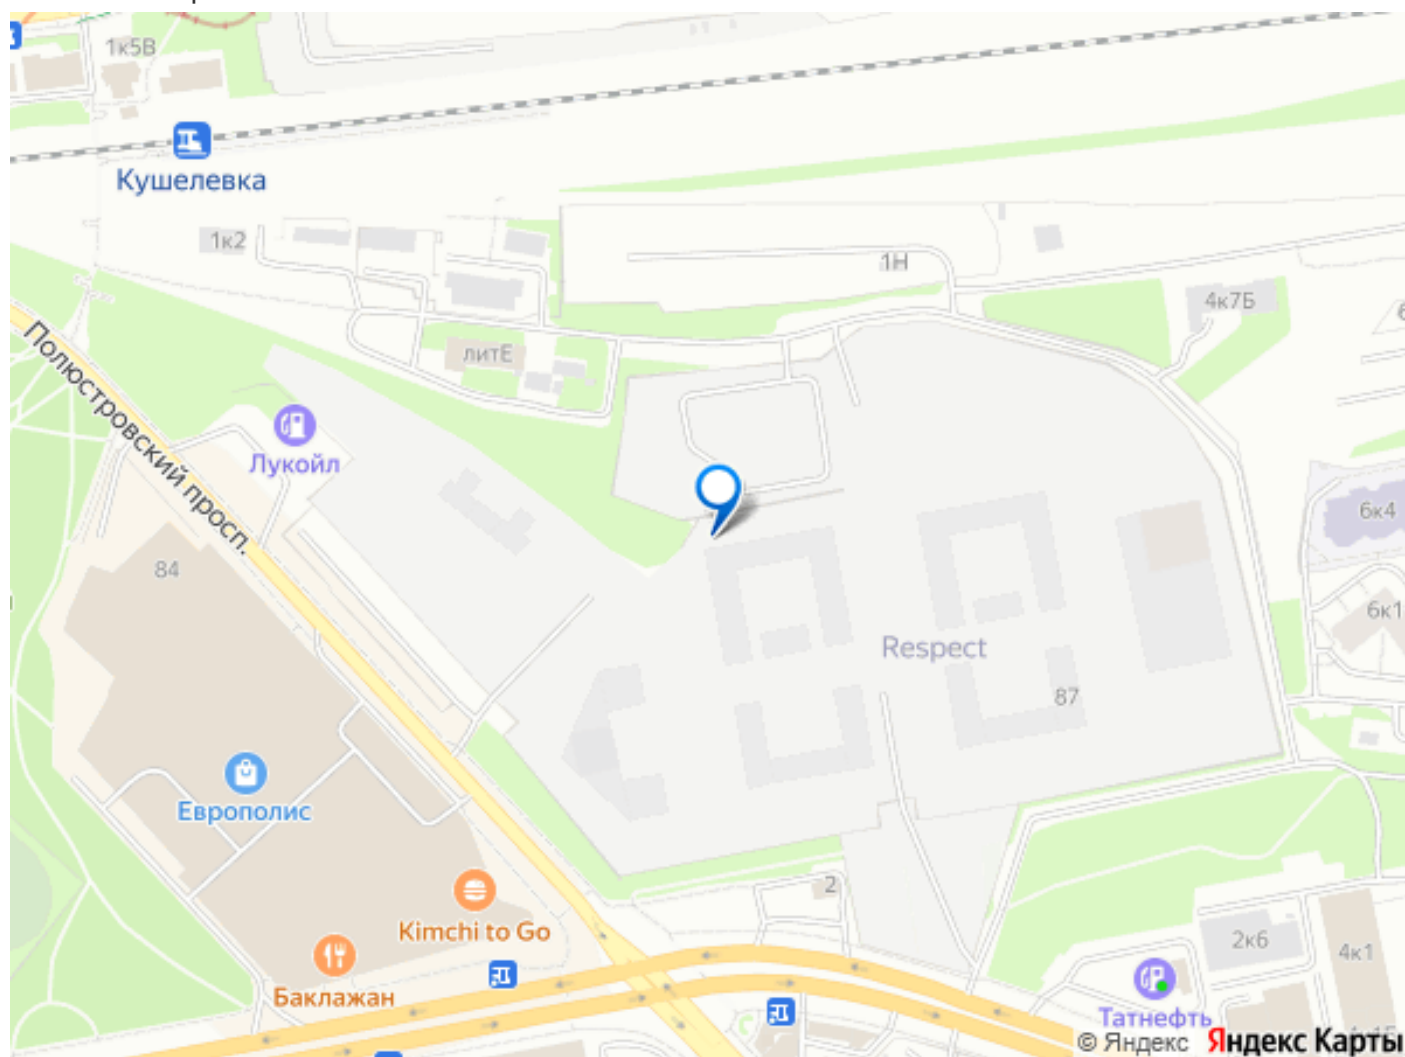 1к5В
Кушелевка
1к2
1Н
4к7Б
литЕ
Полюстровский просп.
Лукойл
84
6к4
6к1
Respect
87
Европолис
Kimchi to Go
2
2к6
4к1
Баклажан
Татнефть
© Яндекс Яндекс Карты